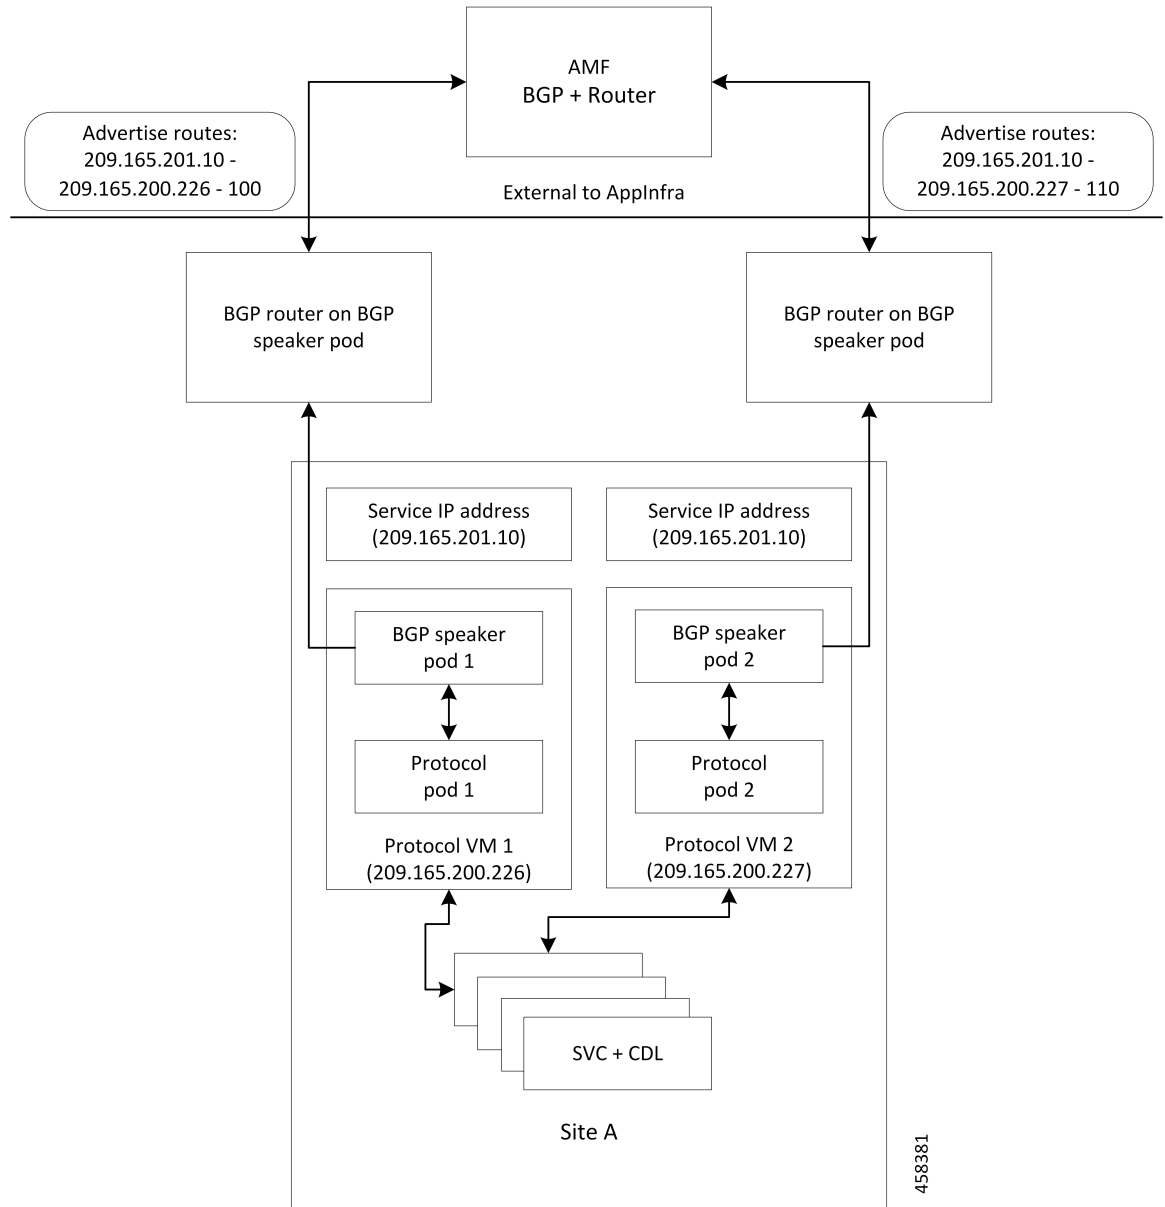 AMF
BGP + Router
Advertise routes:
209.165.201.10 -
209.165.200.226 - 100
Advertise routes:
209.165.201.10 -
209.165.200.227 - 110
External to AppInfra
BGP router on BGP
speaker pod
BGP router on BGP
speaker pod
Service IP address
(209.165.201.10)
Service IP address
(209.165.201.10)
BGP speaker
pod 1
BGP speaker
pod 2
Protocol
pod 1
Protocol
pod 2
Protocol VM 1
(209.165.200.226)
Protocol VM 2
(209.165.200.227)
SVC + CDL
Site A
458381